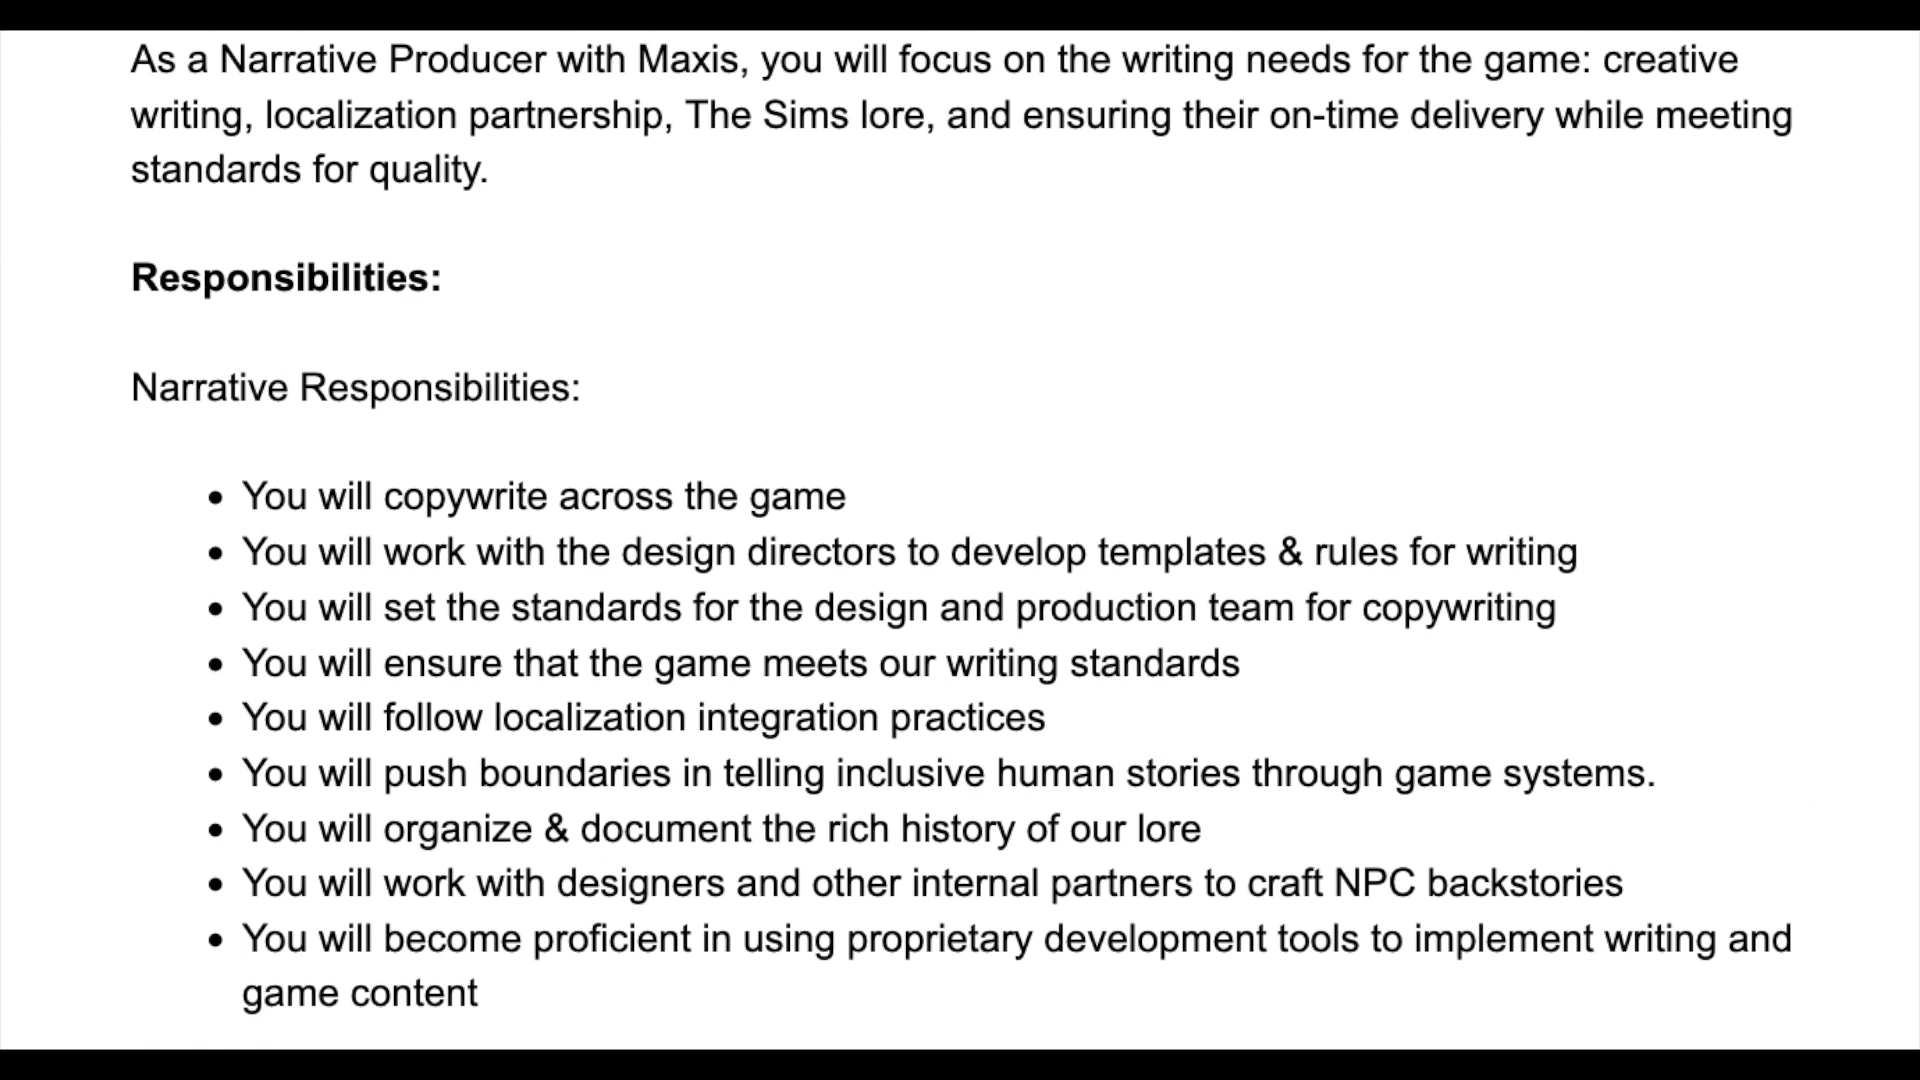 As a Narrative Producer with Maxis, you will focus on the writing needs for the game: creative
writing, localization partnership, The Sims lore, and ensuring their on-time delivery while meeting
standards for quality.
Responsibilities:
Narrative Responsibilities:
• You will copywrite across the game
• You will work with the design directors to develop templates & rules for writing
• You will set the standards for the design and production team for copywriting
• You will ensure that the game meets our writing standards
• You will follow localization integration practices
• You will push boundaries in telling inclusive human stories through game systems.
• You will organize & document the rich history of our lore
• You will work with designers and other internal partners to craft NPC backstories
• You will become proficient in using proprietary development tools to implement writing and
game content